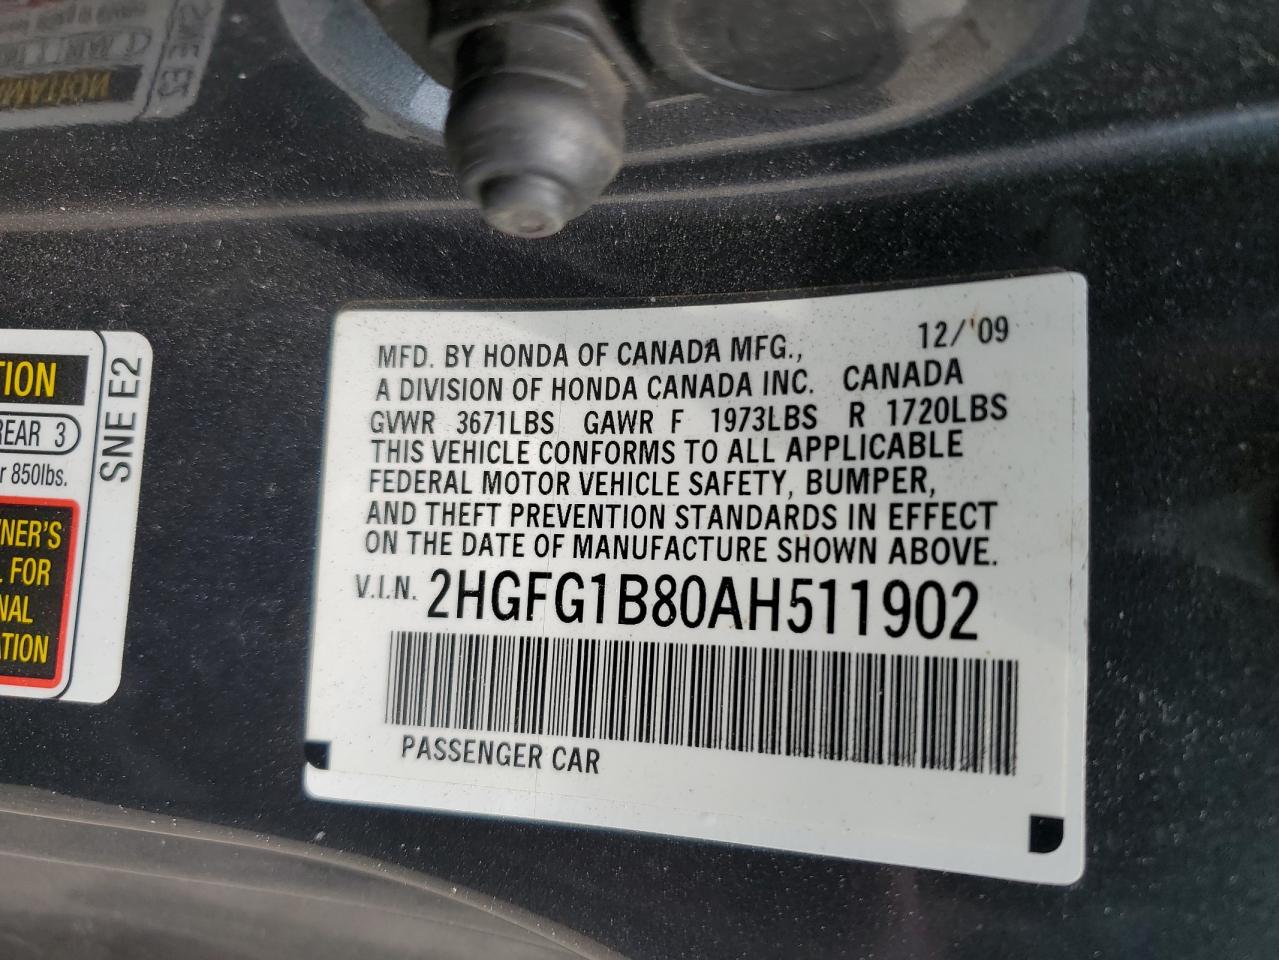 12/'09
MFD. BY HONDA OF CANADA MFG.,
A DIVISION OF HONDA CANADA INC. CANADA
GVWR 3671LBS GAWR F 1973LBS R 1720LBS
THIS VEHICLE CONFORMS TO ALL APPLICABLE
FEDERAL MOTOR VEHICLE SAFETY, BUMPER,
AND THEFT PREVENTION STANDARDS IN EFFECT
ON THE DATE OF MANUFACTURE SHOWN ABOVE.
V.I.N. 2HGFG1B80AH511902
PASSENGER CAR
TION
REAR 3
r 850lbs.
SNE E2
NER'S
FOR
NAL
TION